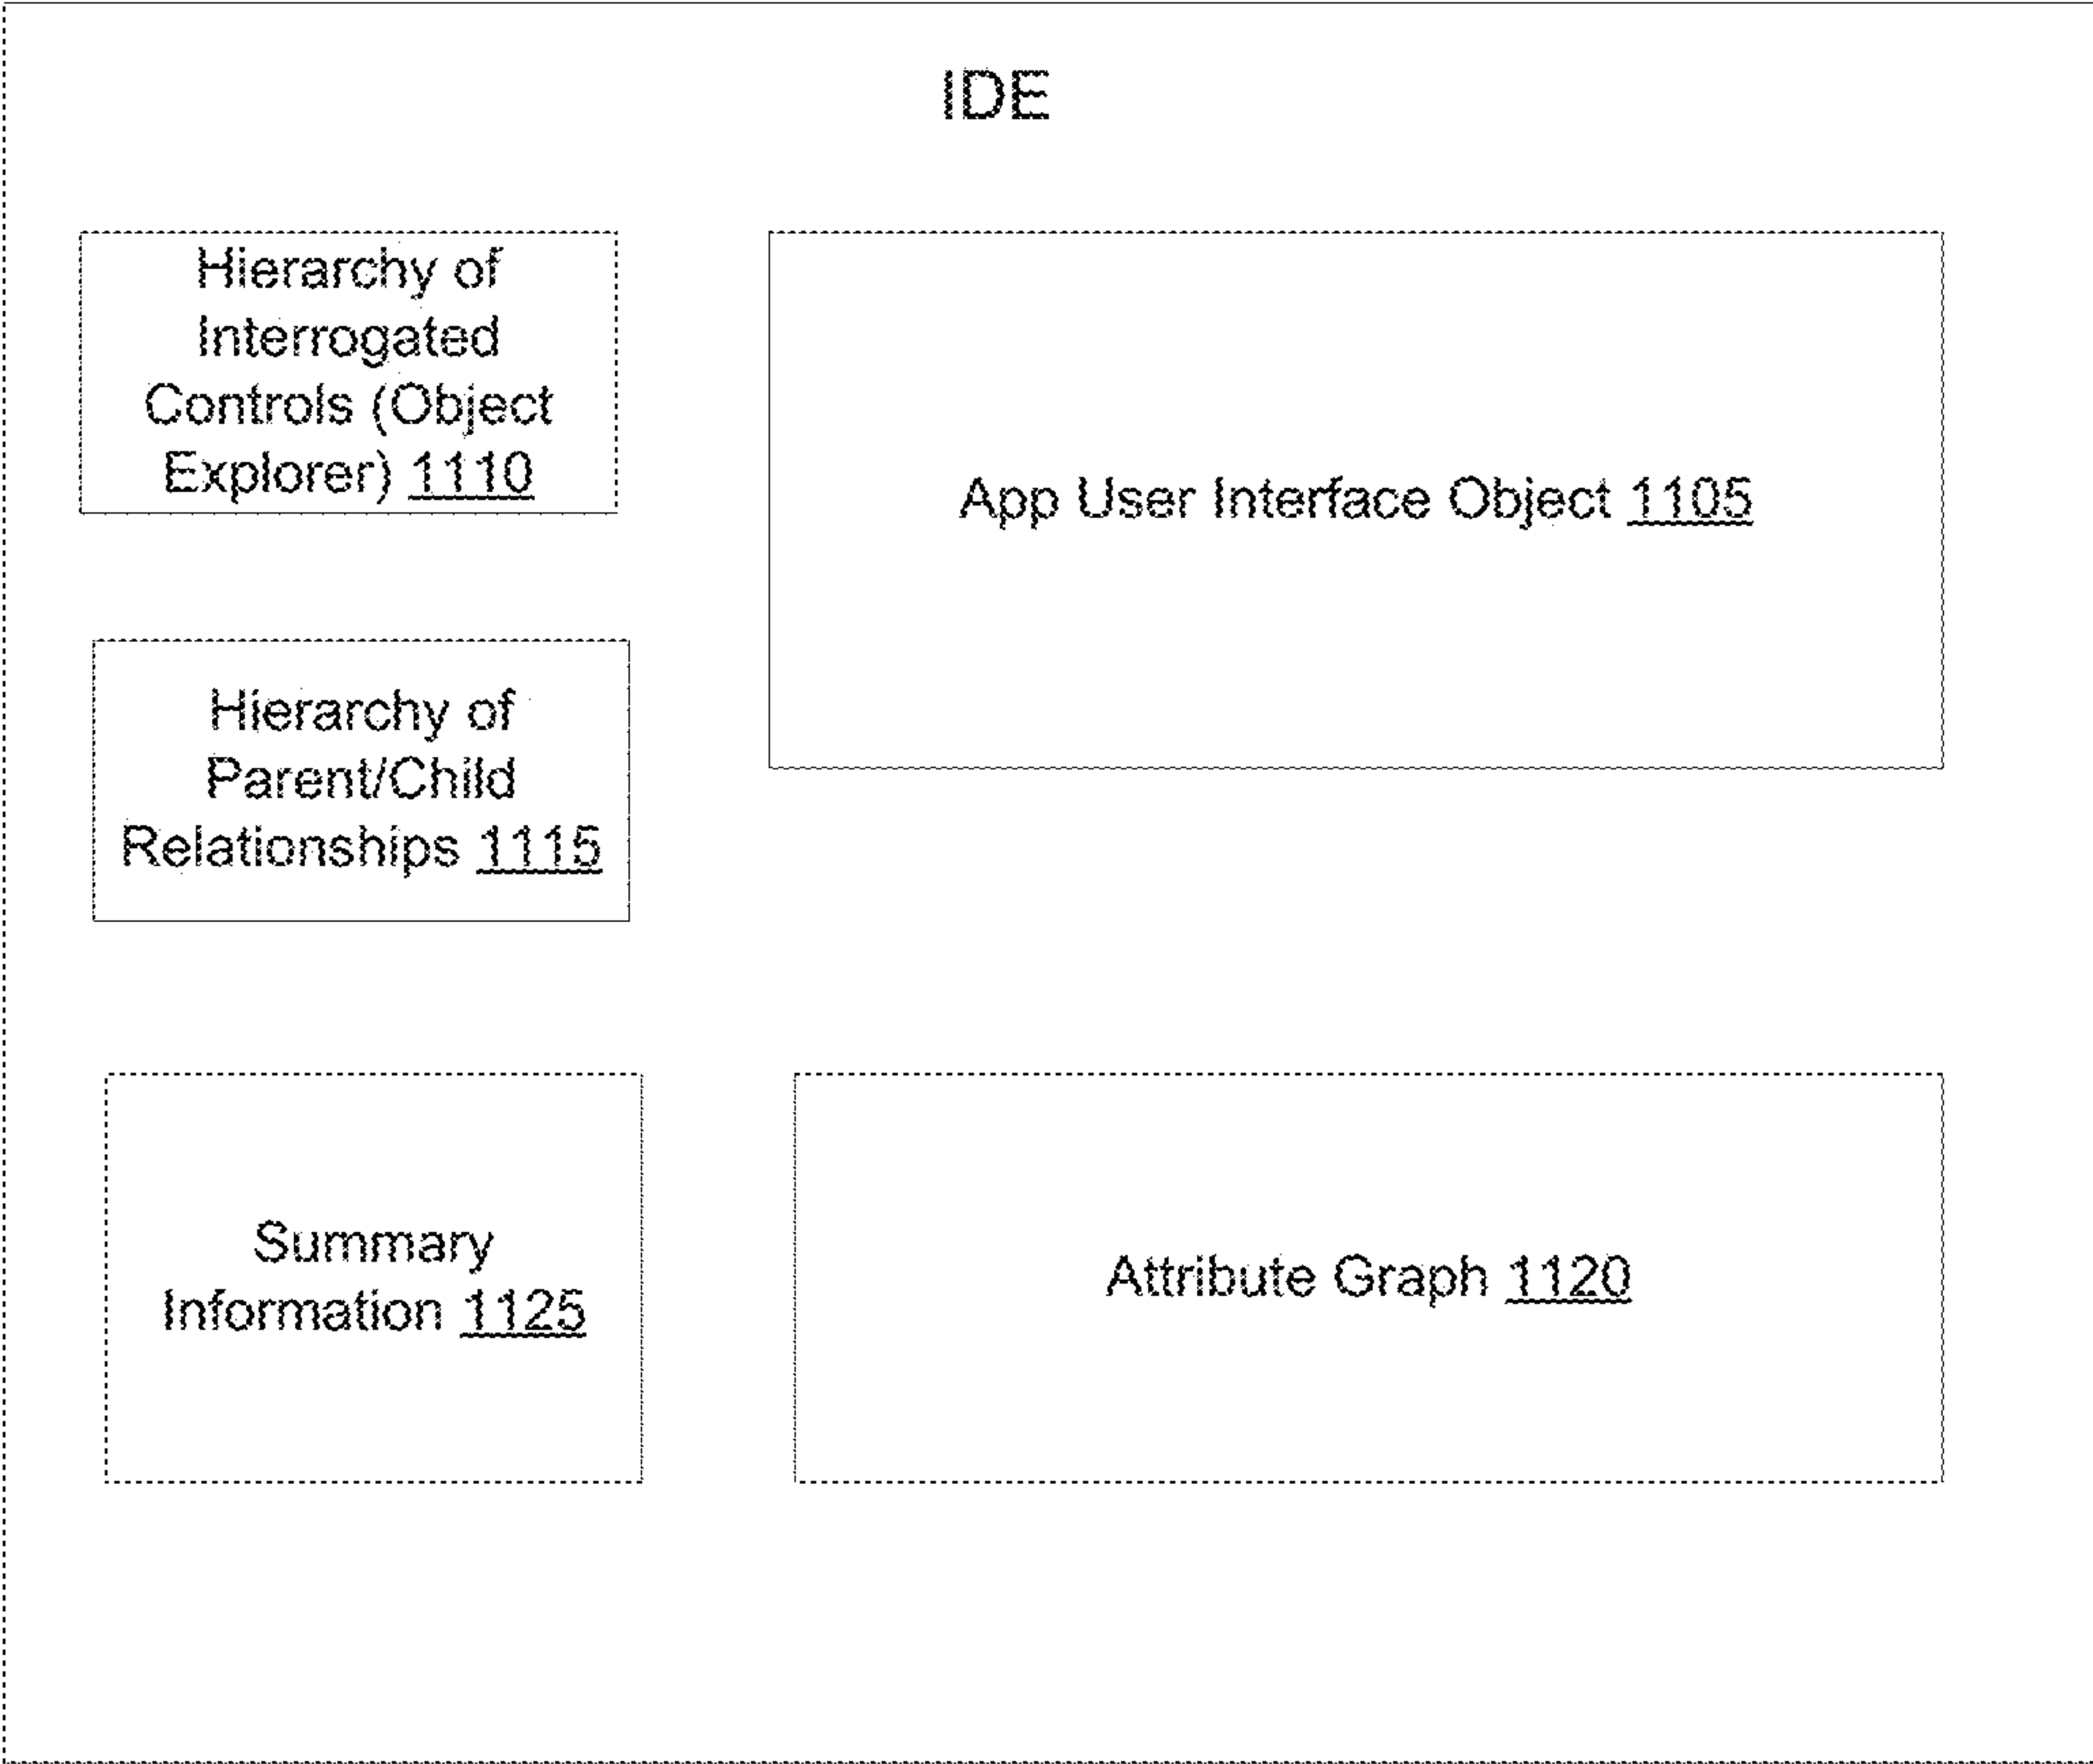 IDE
Hierarchy of
Interrogated
Controls (Object
Explorer) 1110
App User Interface Object 1105
Hierarchy of
Parent/Child
Relationships 1115
Summary
Information 1125
Attribute Graph 1120